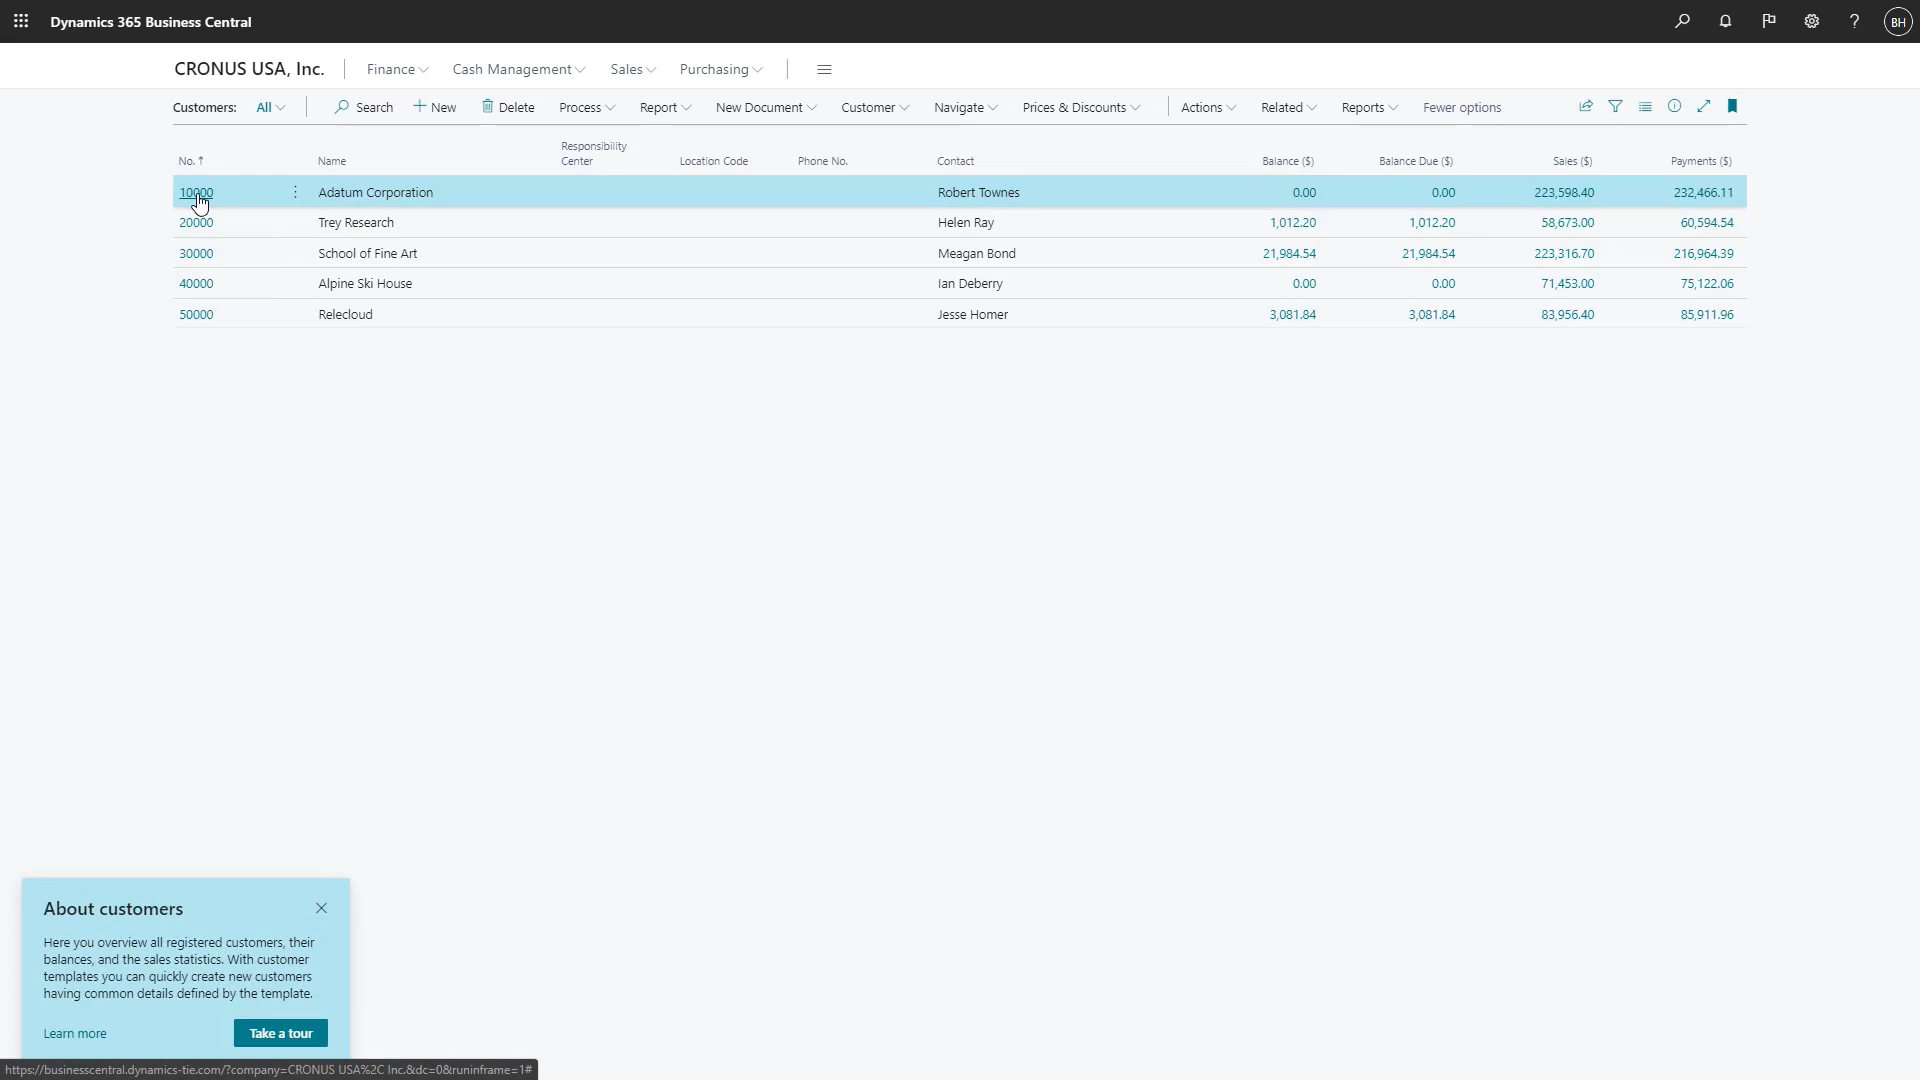 Dynamics 365 Business Central
BH
CRONUS USA, Inc. Finance Cash Management Sales Purchasing
Customers: All Search New Delete Process Report New Document Customer Navigate Prices & Discounts Actions Related Reports Fewer options
No. ↑ Name Responsibility Center Location Code Phone No. Contact Balance ($) Balance Due ($) Sales ($) Payments ($)
10000 Adatum Corporation Robert Townes 0.00 0.00 223,598.40 232,466.11
20000 Trey Research Helen Ray 1,012.20 1,012.20 58,673.00 60,594.54
30000 School of Fine Art Meagan Bond 21,984.54 21,984.54 223,316.70 216,964.39
40000 Alpine Ski House Ian Deberry 0.00 0.00 71,453.00 75,122.06
50000 Relecloud Jesse Homer 3,081.84 3,081.84 83,956.40 85,911.96
About customers
Here you overview all registered customers, their
balances, and the sales statistics. With customer
templates you can quickly create new customers
having common details defined by the template.
Learn more Take a tour
https://businesscentral.dynamics-tie.com/?company=CRONUS USA%2C Inc.&dc=0&runinframe=1#